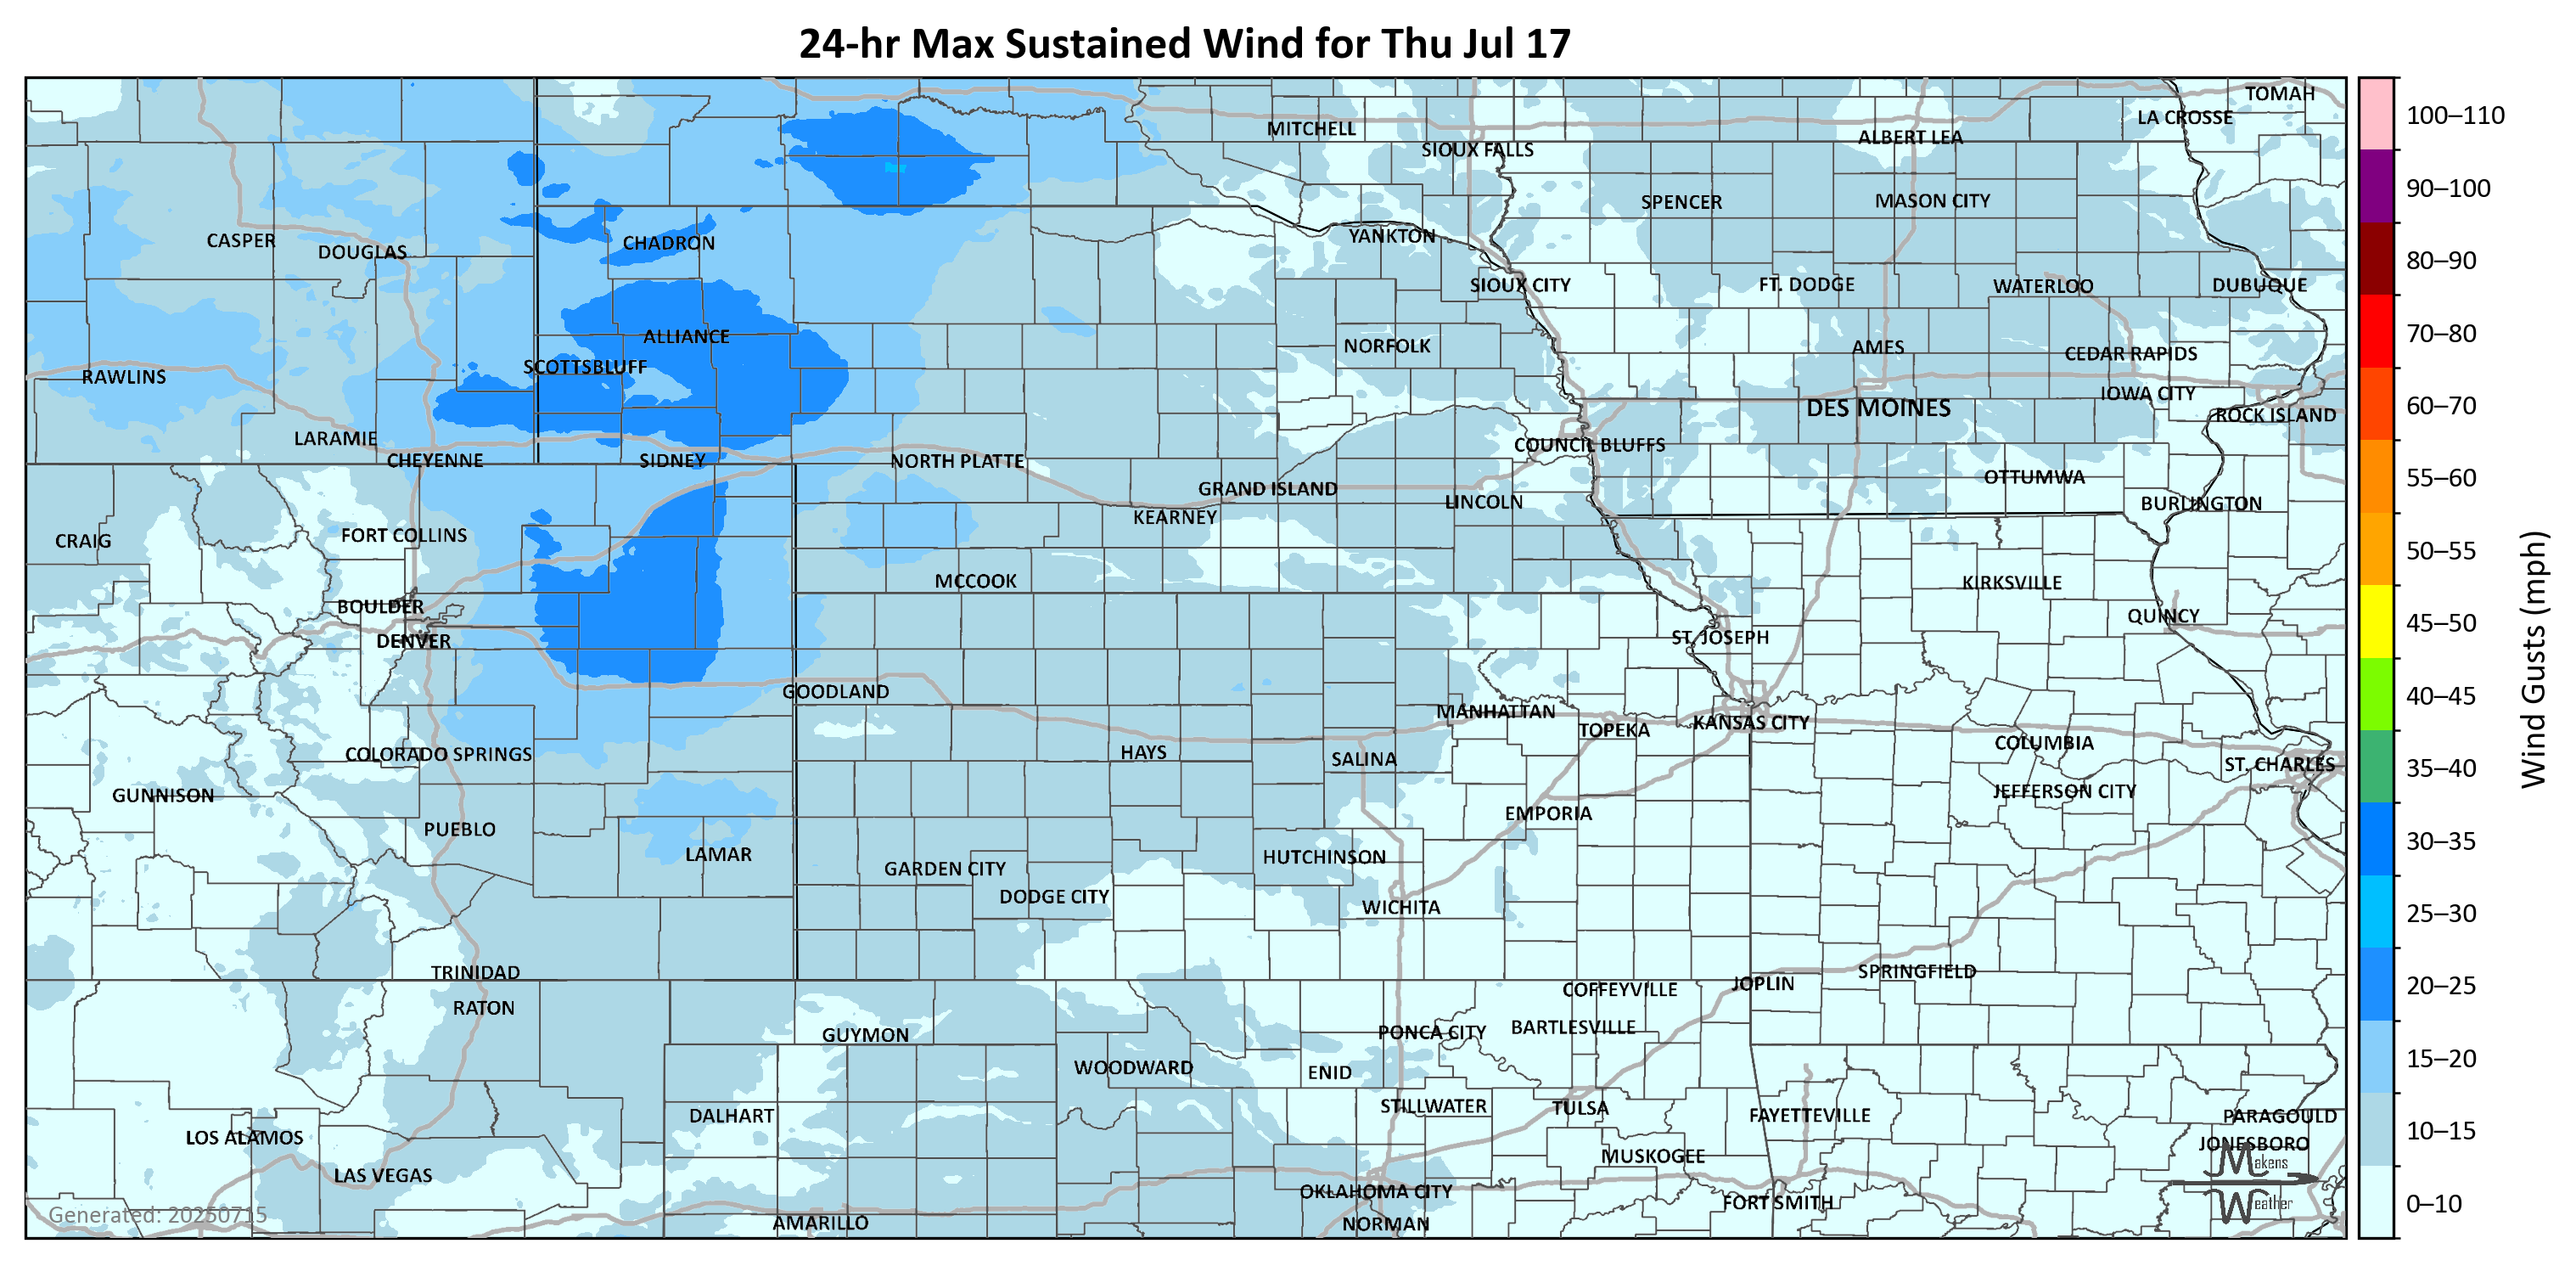 24-hr Max Sustained Wind for Thu Jul 17
TOMAH
LA CROSSE
MITCHELL
ALBERT LEA
SIOUX FALLS
SPENCER
MASON CITY
CASPER
DOUGLAS
CHADRON
YANKTON
SIOUX CITY
FT. DODGE
WATERLOO
DUBUQUE
ALLIANCE
NORFOLK
AMES
CEDAR RAPIDS
SCOTTSBLUFF
RAWLINS
IOWA CITY
DES MOINES
ROCK ISLAND
LARAMIE
COUNCIL BLUFFS
CHEYENNE
SIDNEY
NORTH PLATTE
OTTUMWA
GRAND ISLAND
LINCOLN
BURLINGTON
KEARNEY
CRAIG
FORT COLLINS
MCCOOK
KIRKSVILLE
BOULDER
QUINCY
DENVER
ST. JOSEPH
GOODLAND
MANHATTAN
TOPEKA
KANSAS CITY
COLORADO SPRINGS
HAYS
SALINA
COLUMBIA
ST. CHARLES
GUNNISON
JEFFERSON CITY
EMPORIA
PUEBLO
LAMAR
GARDEN CITY
HUTCHINSON
DODGE CITY
WICHITA
TRINIDAD
SPRINGFIELD
JOPLIN
COFFEYVILLE
RATON
GUYMON
PONCA CITY
BARTLESVILLE
WOODWARD
ENID
DALHART
STILLWATER
TULSA
FAYETTEVILLE
PARAGOULD
LOS ALAMOS
JONESBORO
MUSKOGEE
LAS VEGAS
OKLAHOMA CITY
FORT SMITH
AMARILLO
NORMAN
Makens
Weather
Generated: 20250715
100–110
90–100
80–90
70–80
60–70
55–60
50–55
45–50
40–45
35–40
30–35
25–30
20–25
15–20
10–15
0–10
Wind Gusts (mph)